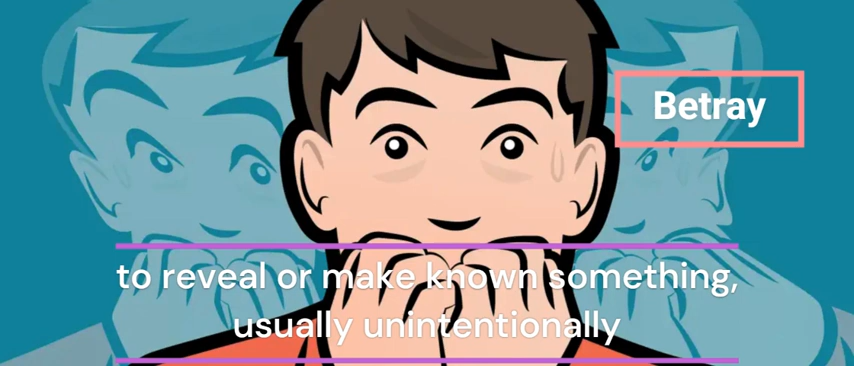 Betray
to reveal or make known something,
usually unintentionally